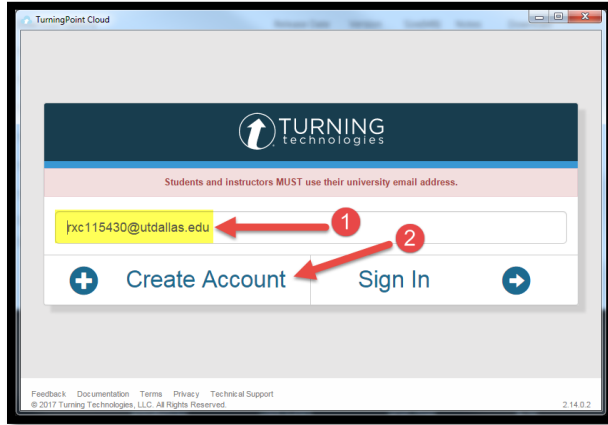 TurningPoint Cloud
TURNING
technologies
Students and instructors MUST use their university email address.
rxc115430@utdallas.edu
1
2
Create Account
Sign In
Feedback Documentation Terms Privacy Technical Support
© 2017 Turning Technologies, LLC. All Rights Reserved.
2.14.0.2